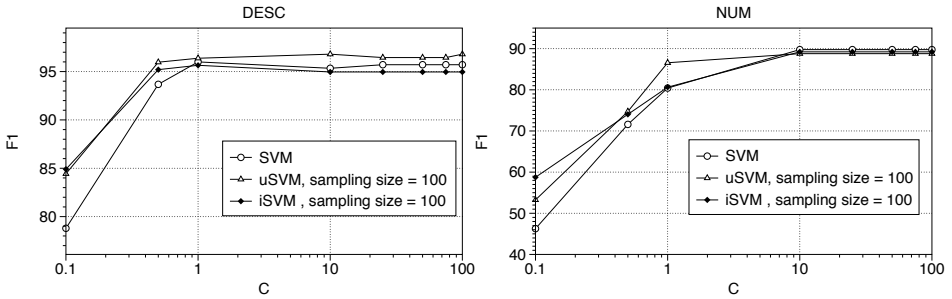 DESC
95
90
85
80
F1
0.1
1
10
100
C
SVM
uSVM, sampling size = 100
iSVM , sampling size = 100
NUM
90
80
70
60
50
40
F1
0.1
1
10
100
C
SVM
uSVM, sampling size = 100
iSVM , sampling size = 100